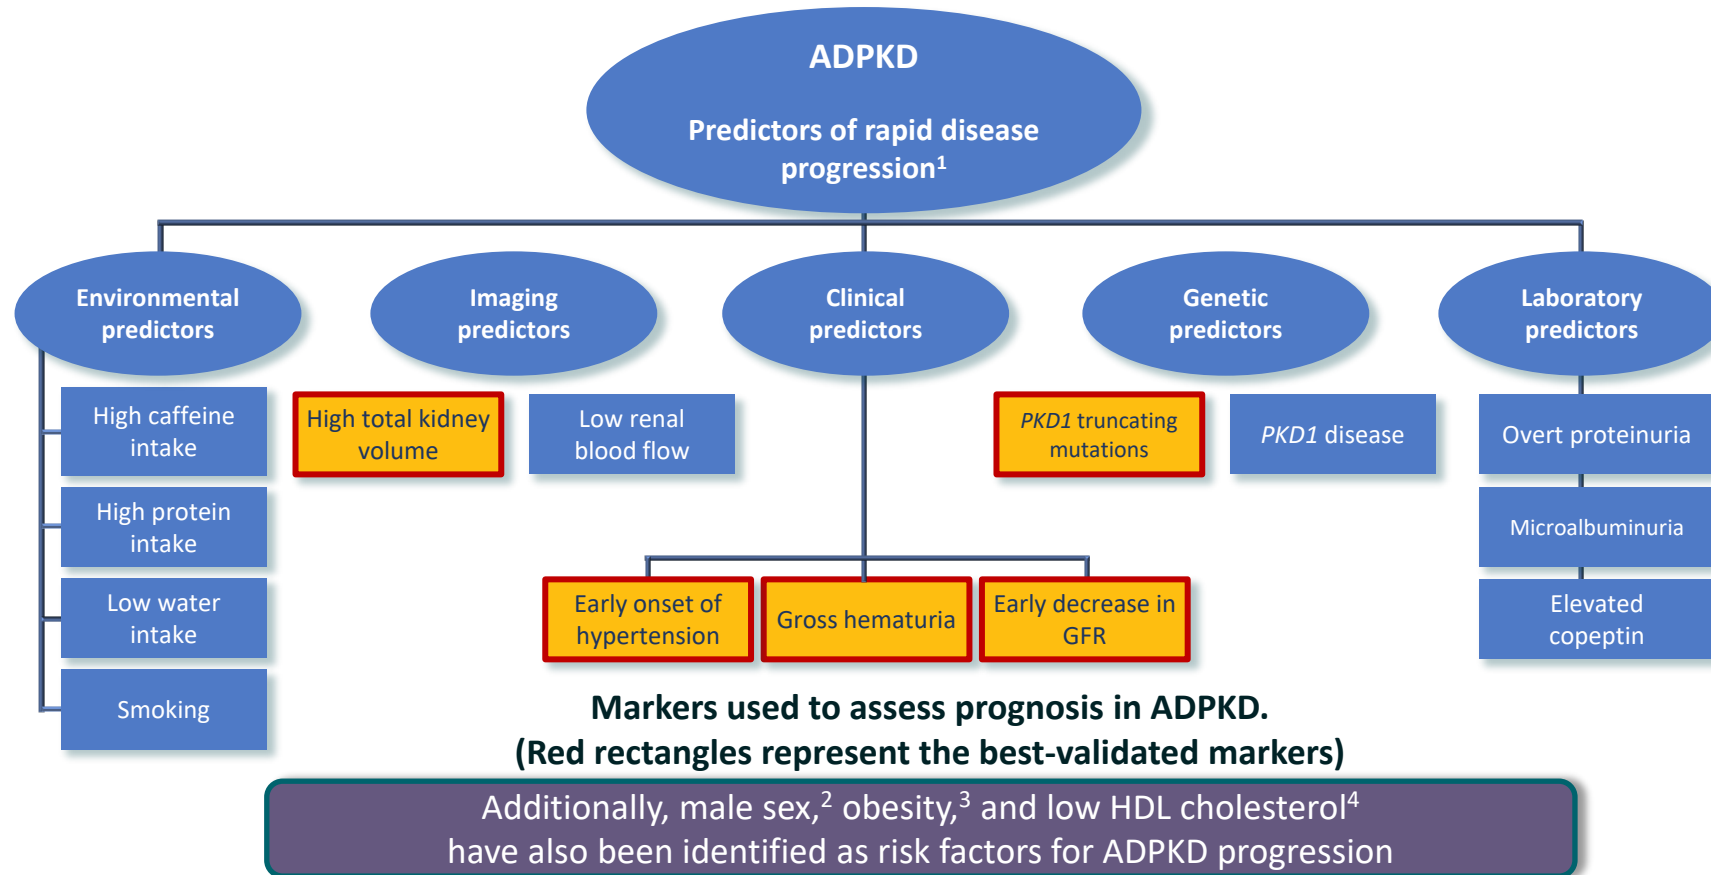 ADPKD
Predictors of rapid disease
progression¹
Environmental
predictors
Imaging
predictors
Clinical
predictors
Genetic
predictors
Laboratory
predictors
High caffeine
intake
High protein
intake
Low water
intake
Smoking
High total kidney
volume
Low renal
blood flow
Early onset of
hypertension
Gross hematuria
Early decrease in
GFR
PKD1 truncating
mutations
PKD1 disease
Overt proteinuria
Microalbuminuria
Elevated
copeptin
Markers used to assess prognosis in ADPKD.
(Red rectangles represent the best-validated markers)
Additionally, male sex,² obesity,³ and low HDL cholesterol⁴
have also been identified as risk factors for ADPKD progression